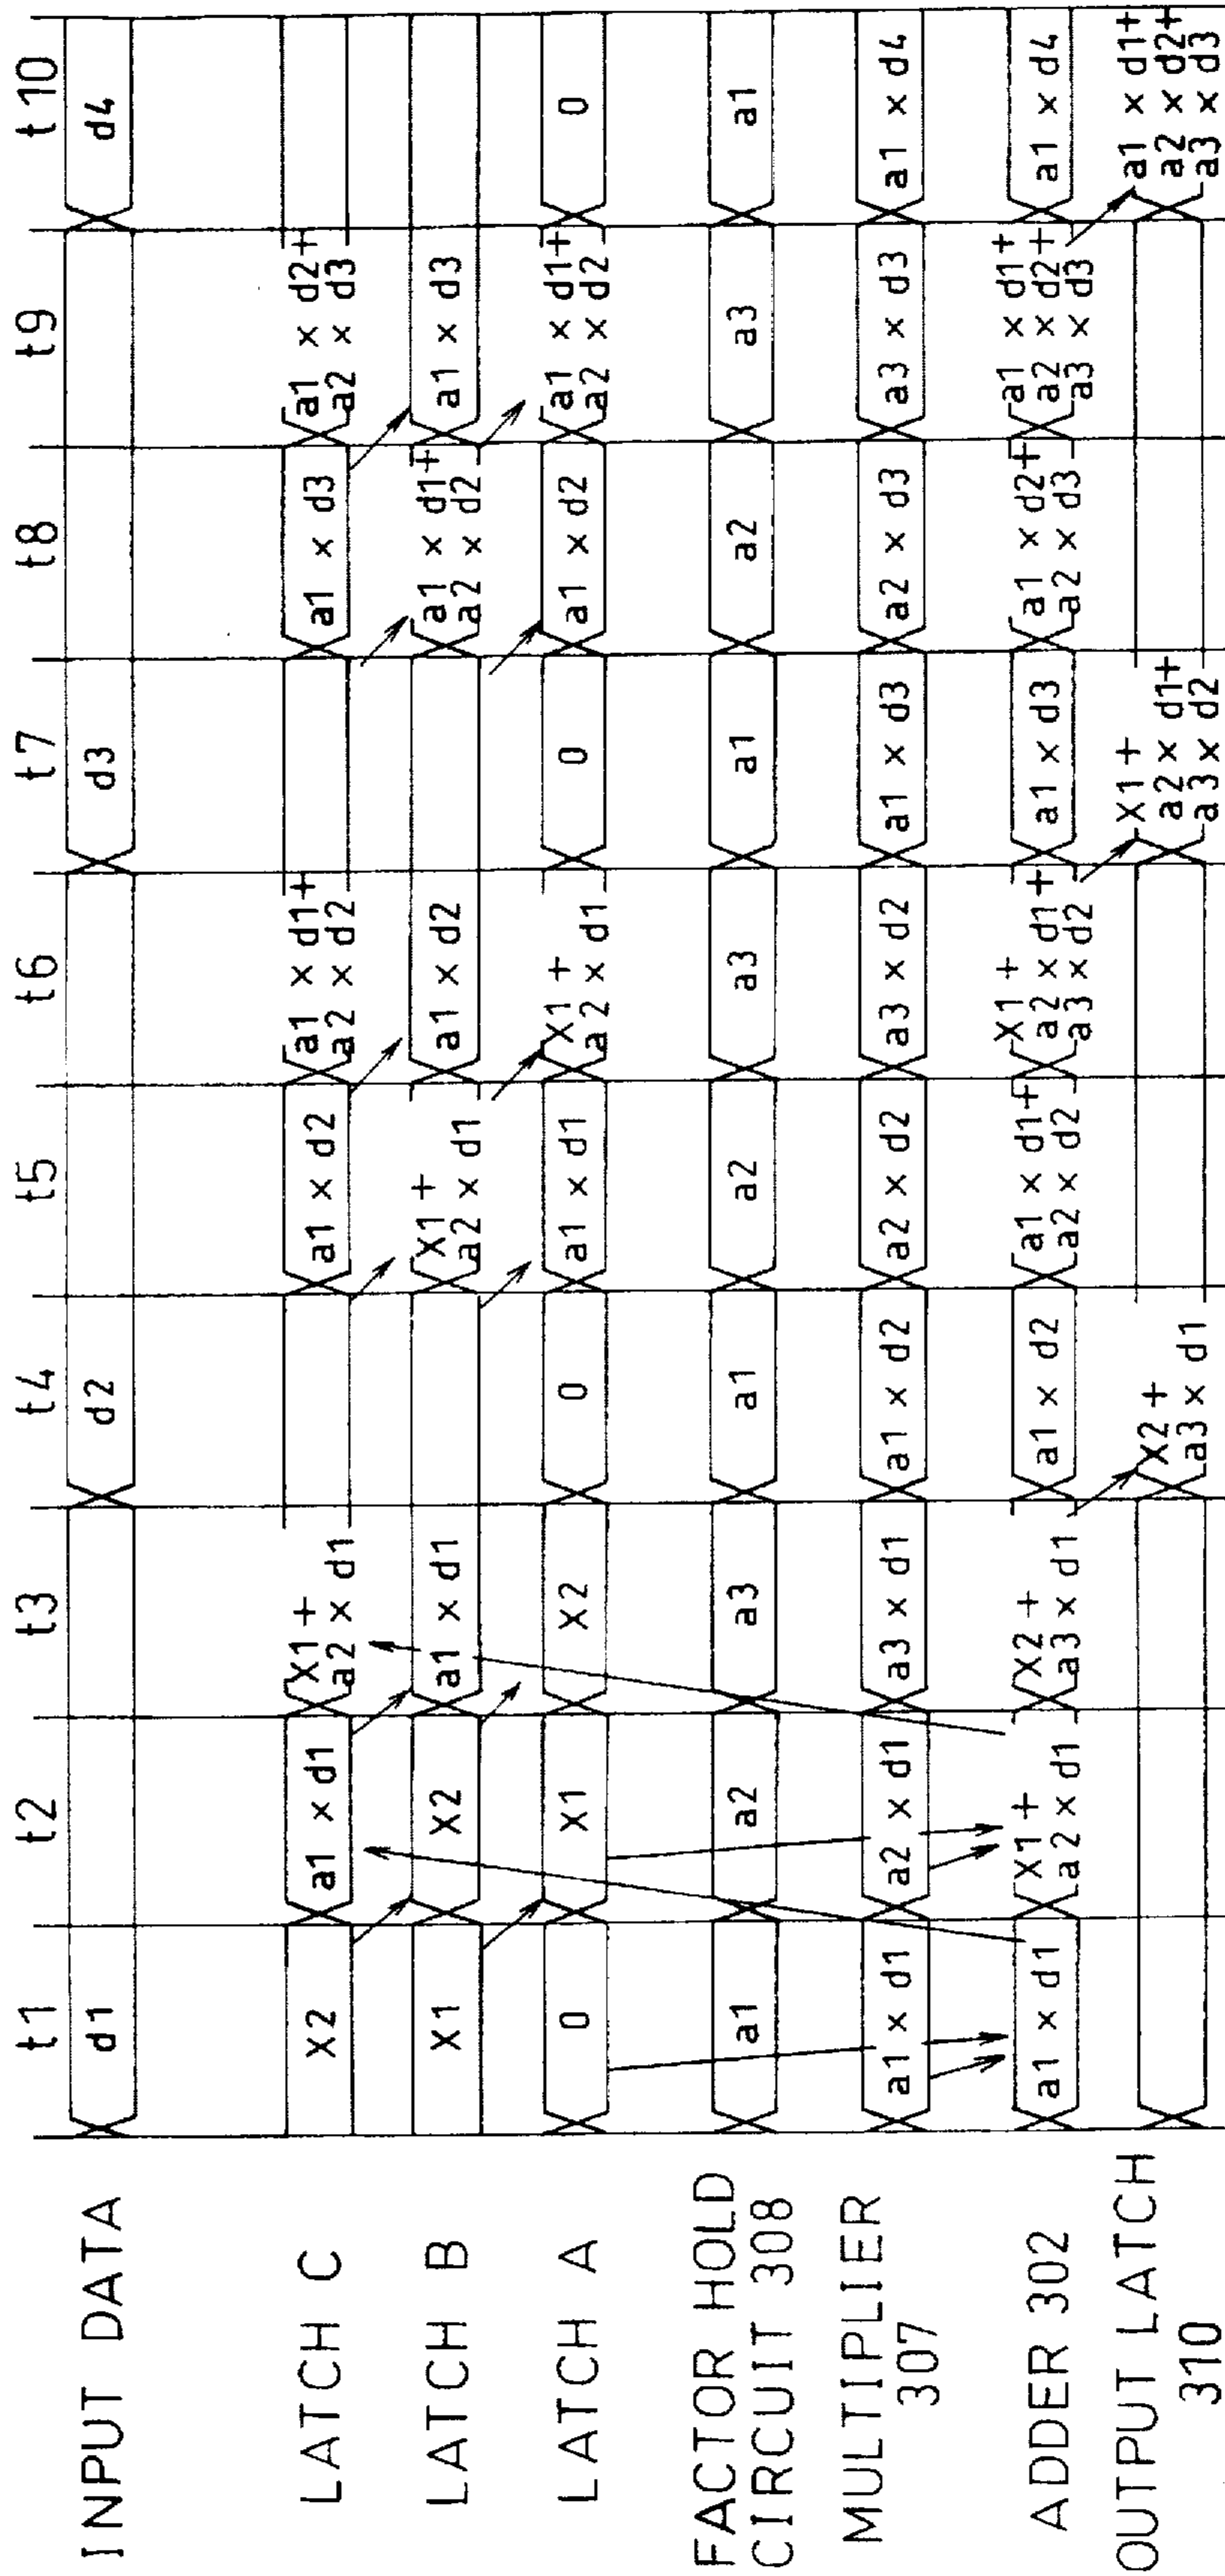 t1 t2 t3 t4 t5 t6 t7 t8 t9 t10
INPUT DATA d1 d2 d3 d4
LATCH C X2 a1 × d1 X1 + a1 × d2 a1 × d1+ a1 × d3 a1 × d2+
a2 × d1 a2 × d2 a2 × d3
LATCH B X1 X2 a1 × d1 X1 + a1 × d2 a1 × d1+ a1 × d3
a2 × d1 a2 × d2
LATCH A 0 X1 X2 0 a1 × d1 X1 + 0 a1 × d2 a1 × d1+ 0
a2 × d1 a2 × d2
FACTOR HOLD
CIRCUIT 308 a1 a2 a3 a1 a2 a3 a1 a2 a3 a1
MULTIPLIER
307 a1 × d1 a2 × d1 a3 × d1 a1 × d2 a2 × d2 a3 × d2 a1 × d3 a2 × d3 a3 × d3 a1 × d4
ADDER 302 a1 × d1 X1 + X2 + a1 × d2 a1 × d1+ X1 + a1 × d3 a1 × d2+ a1 × d1+ a1 × d4
a2 × d1 a3 × d1 a2 × d2 a2 × d1+ a2 × d3 a2 × d2+
a3 × d2 a3 × d3
OUTPUT LATCH
310 X2 + X1 + a1 × d1+
a3 × d1 a2 × d1+ a2 × d2+
a3 × d2 a3 × d3